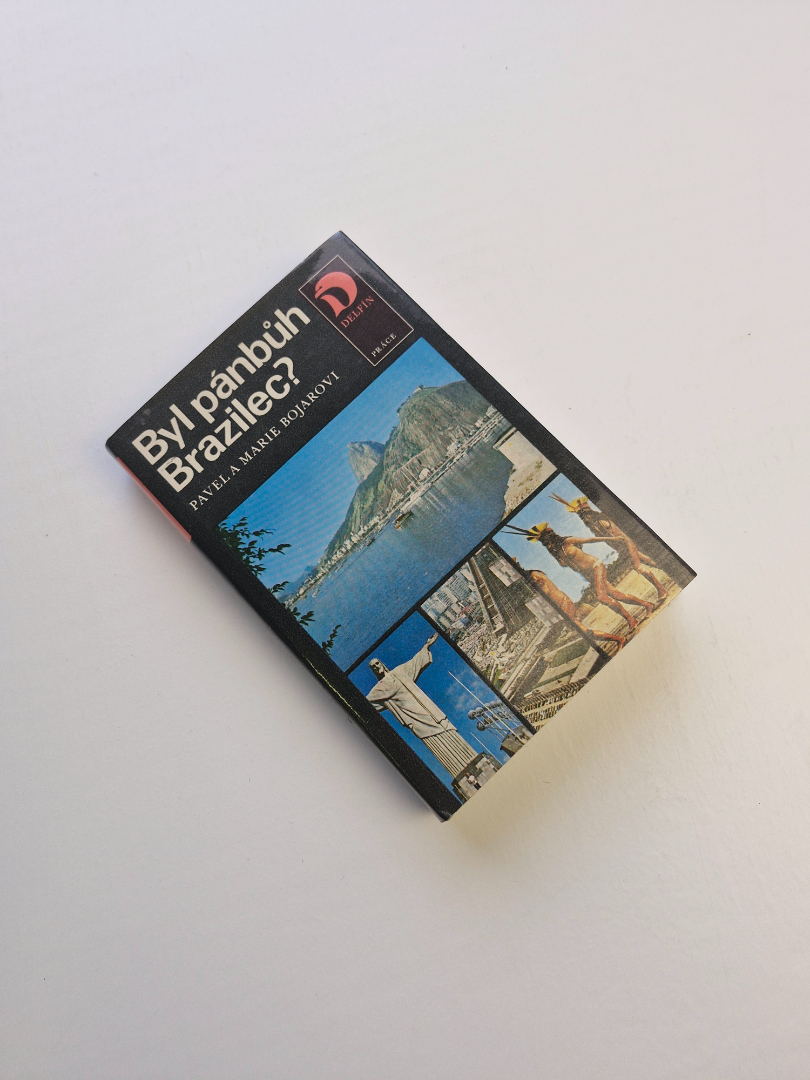 Byl pánbůh
Brazilec?
PAVEL A MARIE BOJAROVI
DELFÍN
PRÁCE